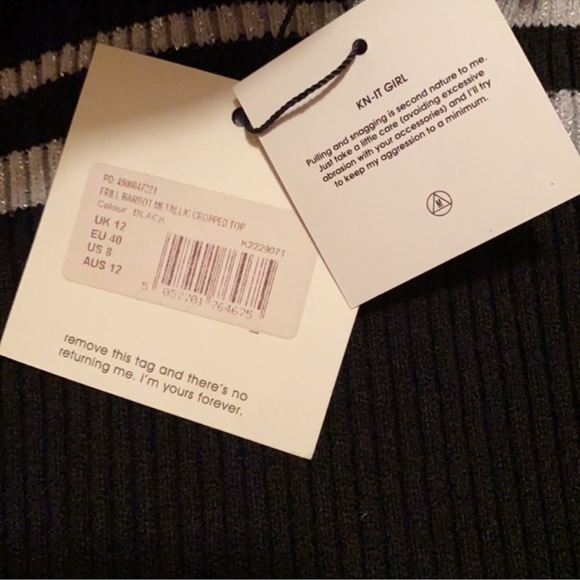 KN-IT GIRL
Pulling and snagging is second nature to me.
Just take a little care (avoiding excessive
abrasion with your accessories) and I'll try
to keep my aggression to a minimum.
M
PO: 4500047221
FRILL BARDOT METALLIC CROPPED TOP
Colour: BLACK
K2229071
UK 12
EU 40
US 8
AUS 12
5 057701 764675
remove this tag and there's no
returning me. i'm yours forever.